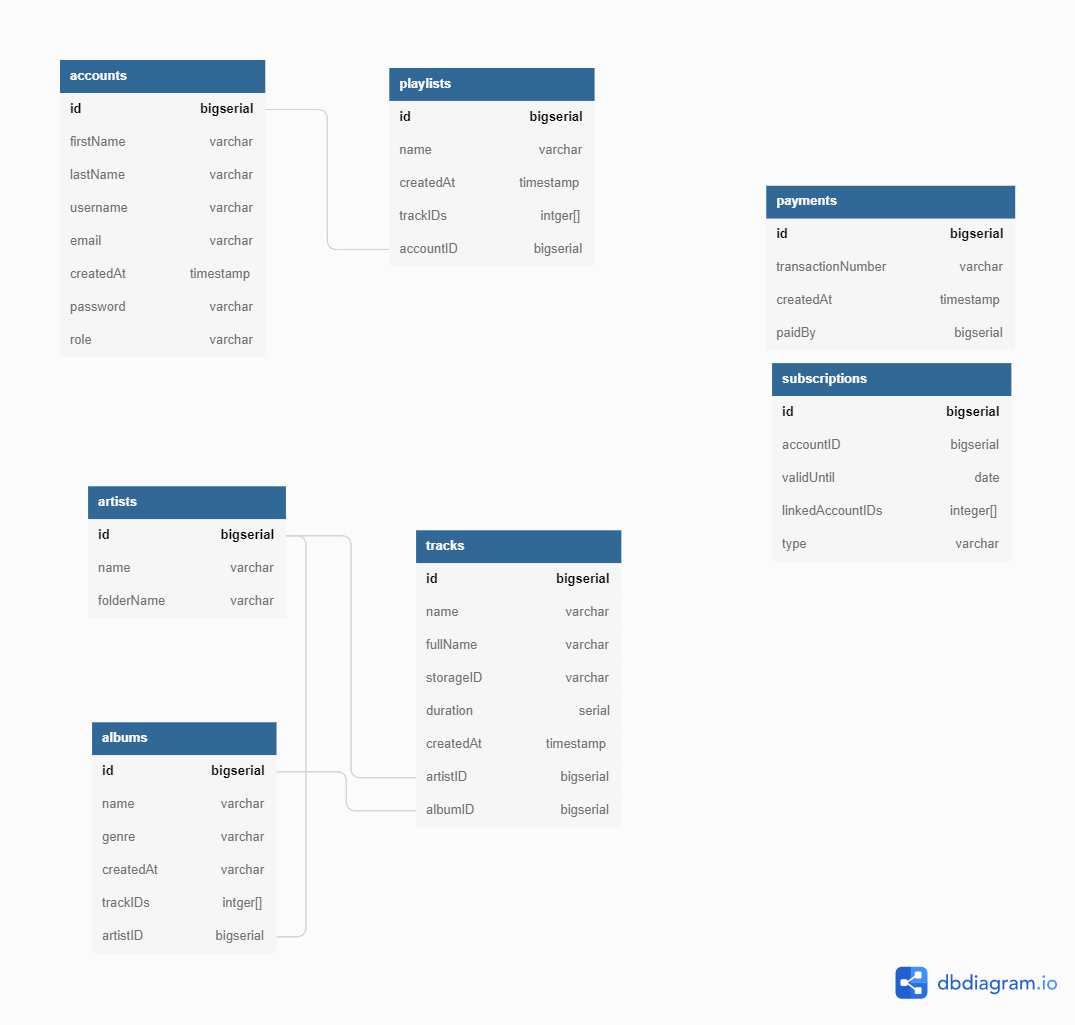 accounts
id bigserial
firstName varchar
lastName varchar
username varchar
email varchar
createdAt timestamp
password varchar
role varchar
playlists
id bigserial
name varchar
createdAt timestamp
trackIDs intger[]
accountID bigserial
payments
id bigserial
transactionNumber varchar
createdAt timestamp
paidBy bigserial
subscriptions
id bigserial
accountID bigserial
validUntil date
linkedAccountIDs integer[]
type varchar
artists
id bigserial
name varchar
folderName varchar
tracks
id bigserial
name varchar
fullName varchar
storageID varchar
duration serial
createdAt timestamp
artistID bigserial
albumID bigserial
albums
id bigserial
name varchar
genre varchar
createdAt varchar
trackIDs intger[]
artistID bigserial
dbdiagram.io